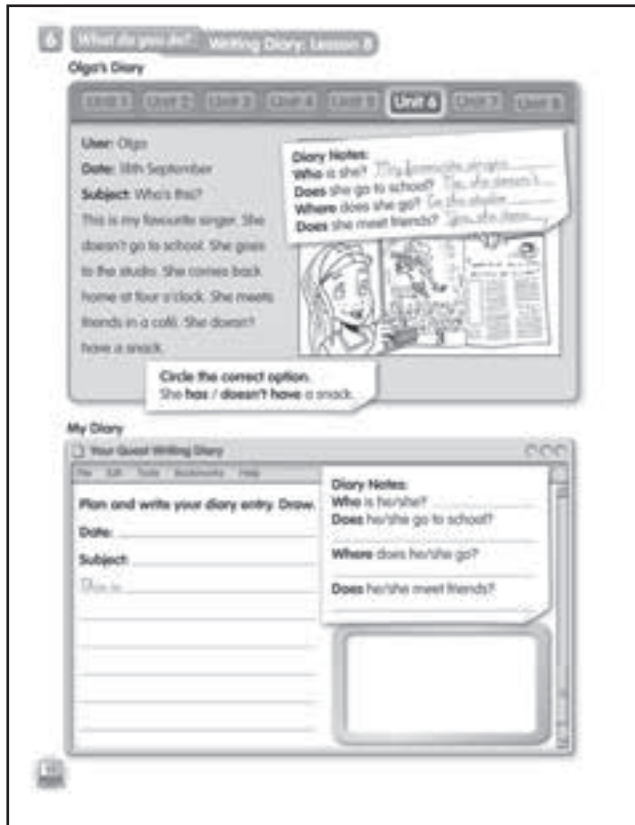 6 What do you do? Writing Diary: Lesson 8
Olga's Diary
Unit 1 Unit 2 Unit 3 Unit 4 Unit 5 Unit 6 Unit 7 Unit 8
User: Olga
Date: 18th September
Subject: Who's this?
This is my favourite singer. She
doesn't go to school. She goes
to the studio. She comes back
home at four o'clock. She meets
friends in a café. She doesn't
have a snack.
Diary Notes:
Who is she? My favourite singer
Does she go to school? No, she doesn't
Where does she go? To the studio
Does she meet friends? Yes, she does
Circle the correct option.
She has / doesn't have a snack.
My Diary
Your Quest Writing Diary
File Edit Tools Bookmarks Help
Plan and write your diary entry. Draw.
Date:
Subject:
This is
Diary Notes:
Who is he/she?
Does he/she go to school?
Where does he/she go?
Does he/she meet friends?